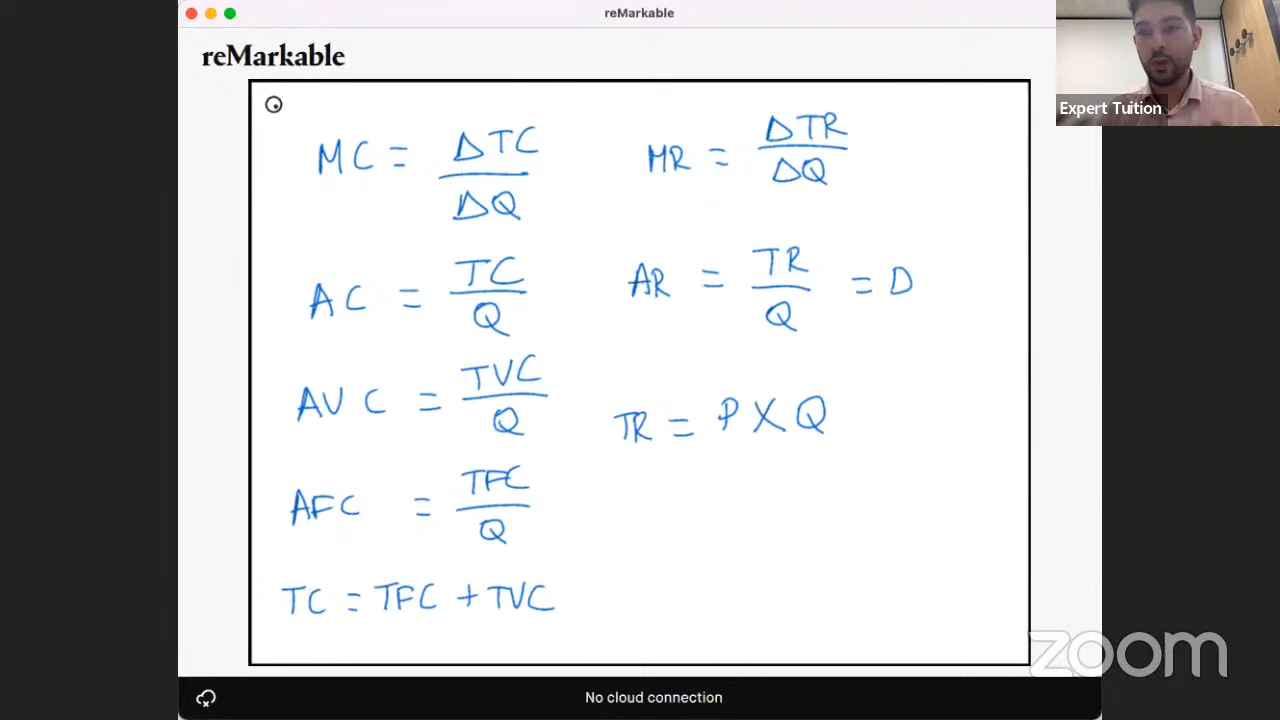 reMarkable
reMarkable
Expert Tuition
MC = ΔTC / ΔQ
AC = TC / Q
AVC = TVC / Q
AFC = TFC / Q
TC = TFC + TVC
MR = ΔTR / ΔQ
AR = TR / Q = D
TR = P X Q
zoom
No cloud connection